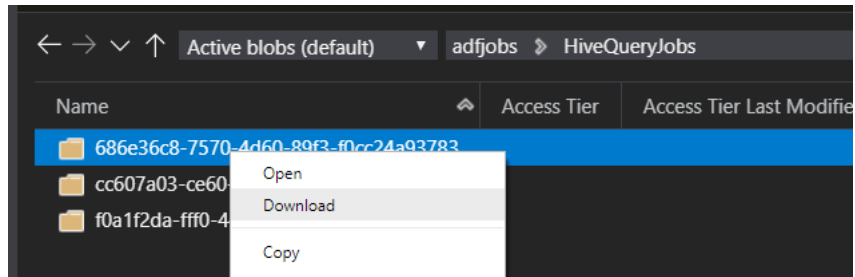 Active blobs (default) adfjobs HiveQueryJobs
Name Access Tier Access Tier Last Modifie
686e36c8-7570-4d60-89f3-f0cc24a93783
cc607a03-ce60- Open
Download
f0a1f2da-fff0-4
Copy